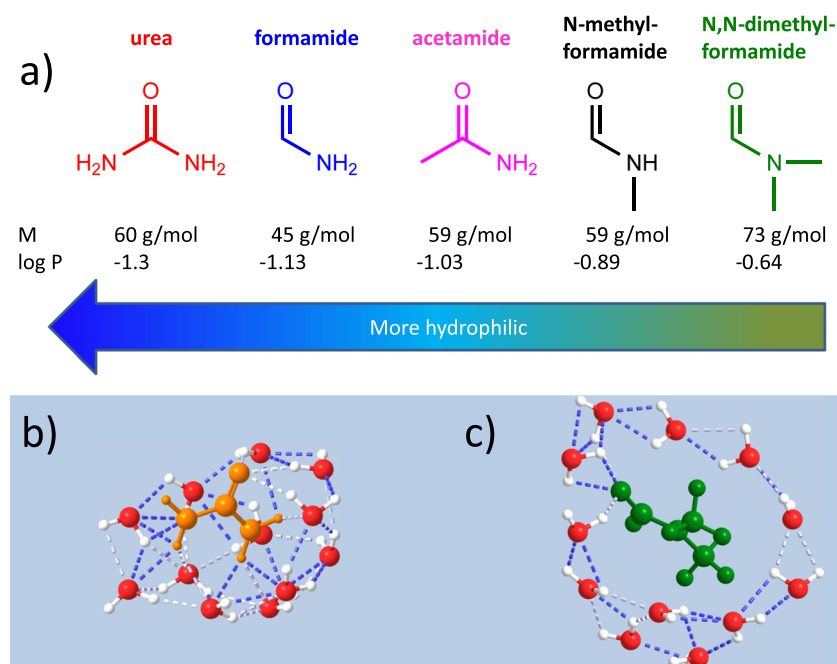 urea formamide acetamide N-methyl-formamide N,N-dimethyl-formamide
a)
O O O O O
H₂N NH₂ NH₂ NH₂ NH N
M 60 g/mol 45 g/mol 59 g/mol 59 g/mol 73 g/mol
log P -1.3 -1.13 -1.03 -0.89 -0.64
More hydrophilic
b) c)